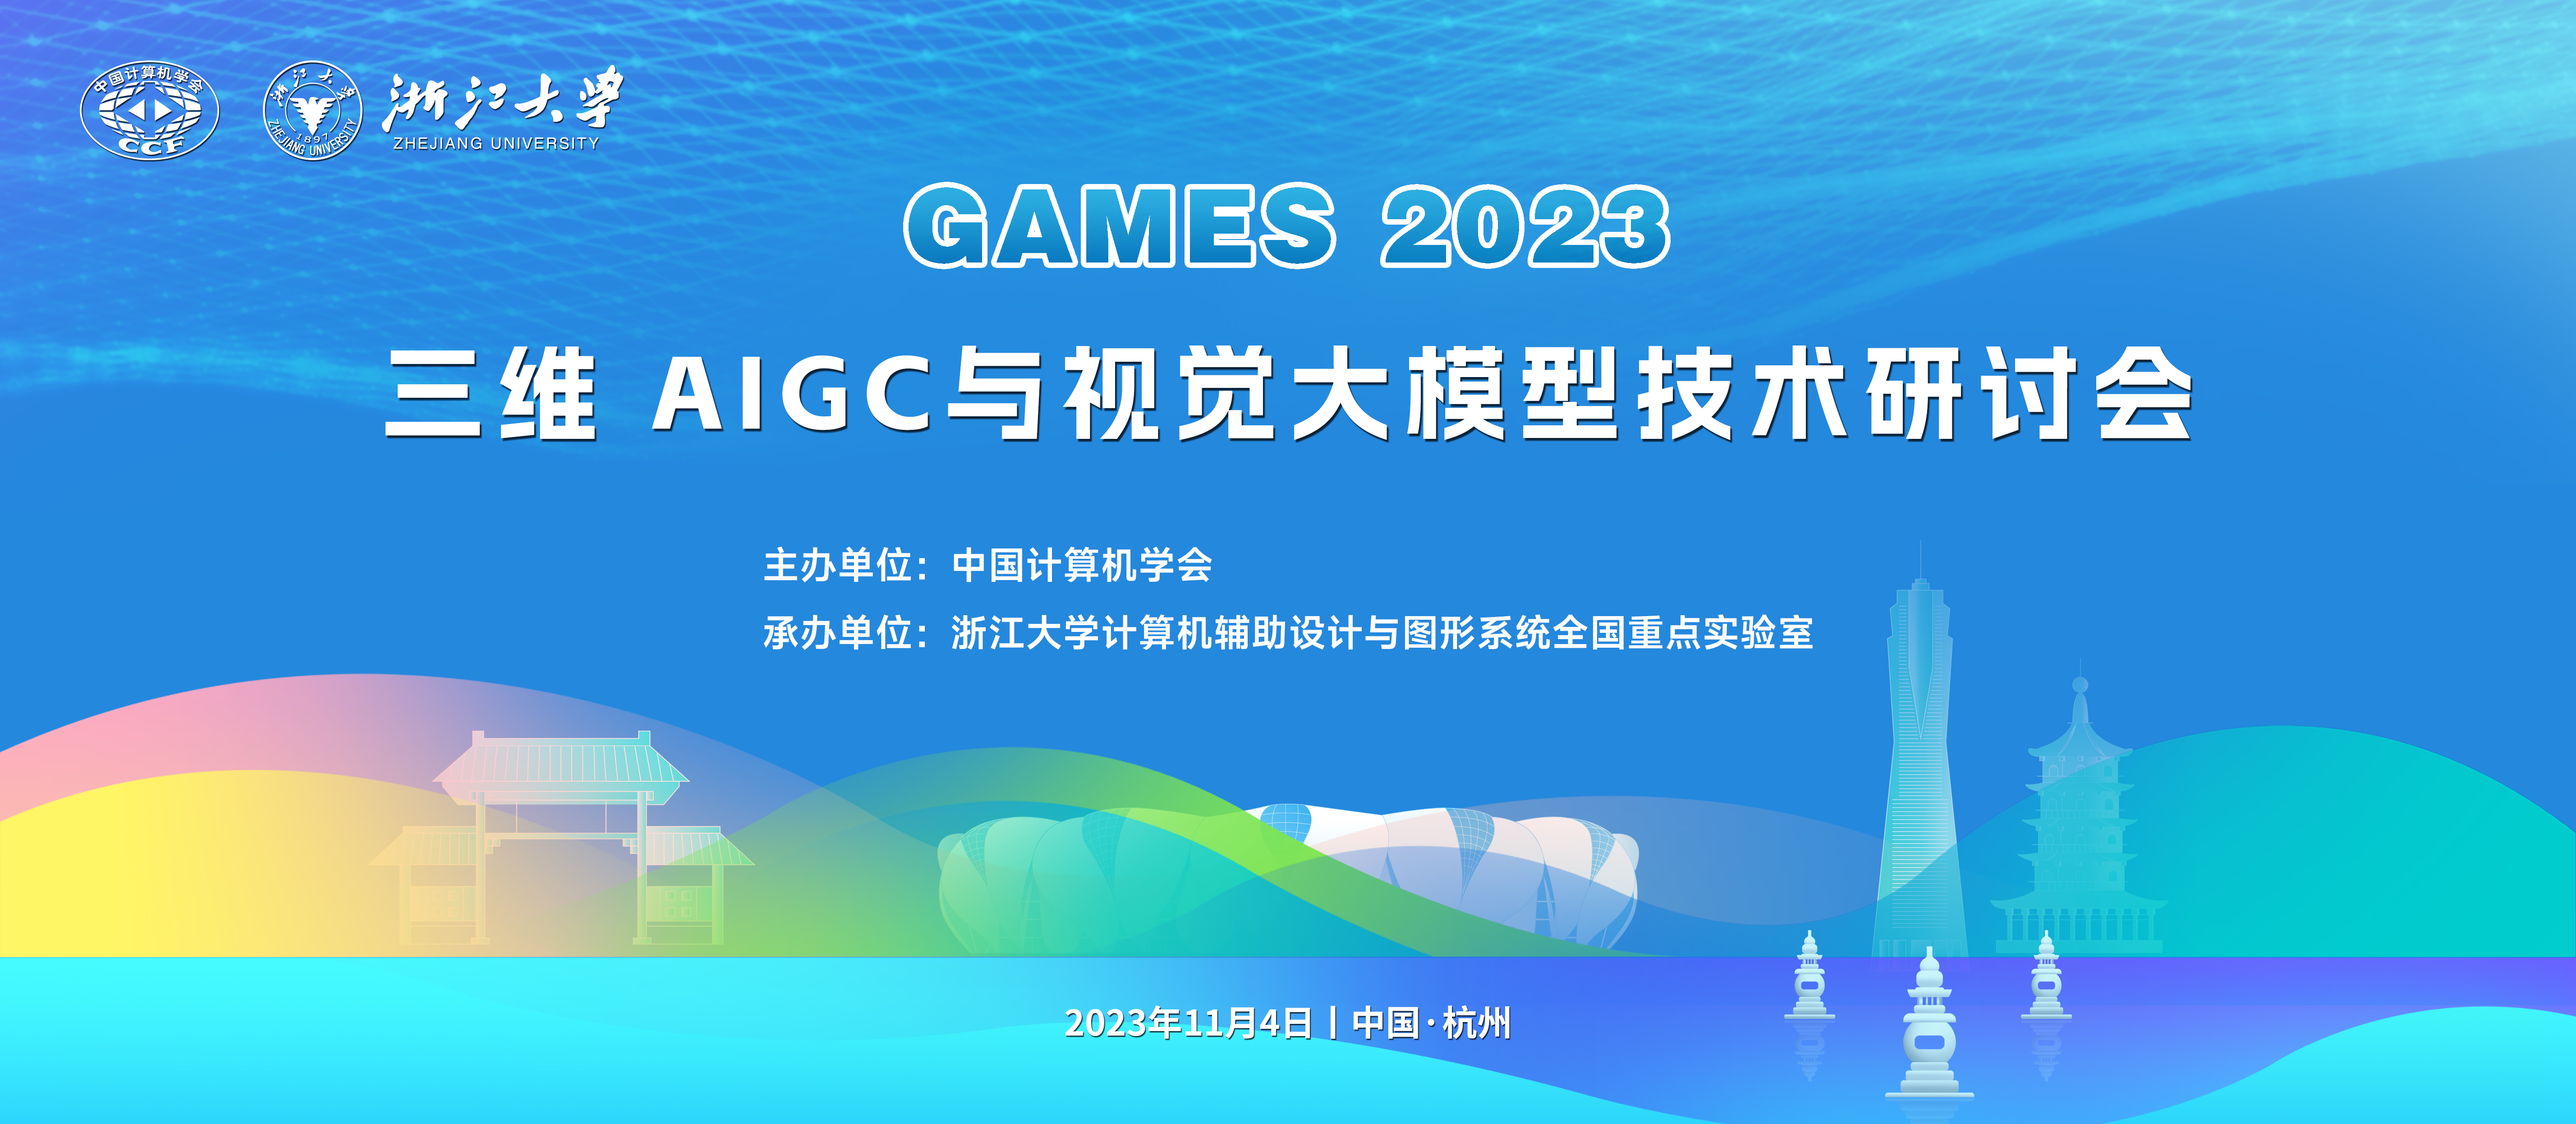 中国计算机学会
CCF
浙江大学
1897
ZHEJIANG UNIVERSITY
浙江大学
ZHEJIANG UNIVERSITY
GAMES 2023
三维 AIGC与视觉大模型技术研讨会
主办单位：中国计算机学会
承办单位：浙江大学计算机辅助设计与图形系统全国重点实验室
2023年11月4日丨中国·杭州